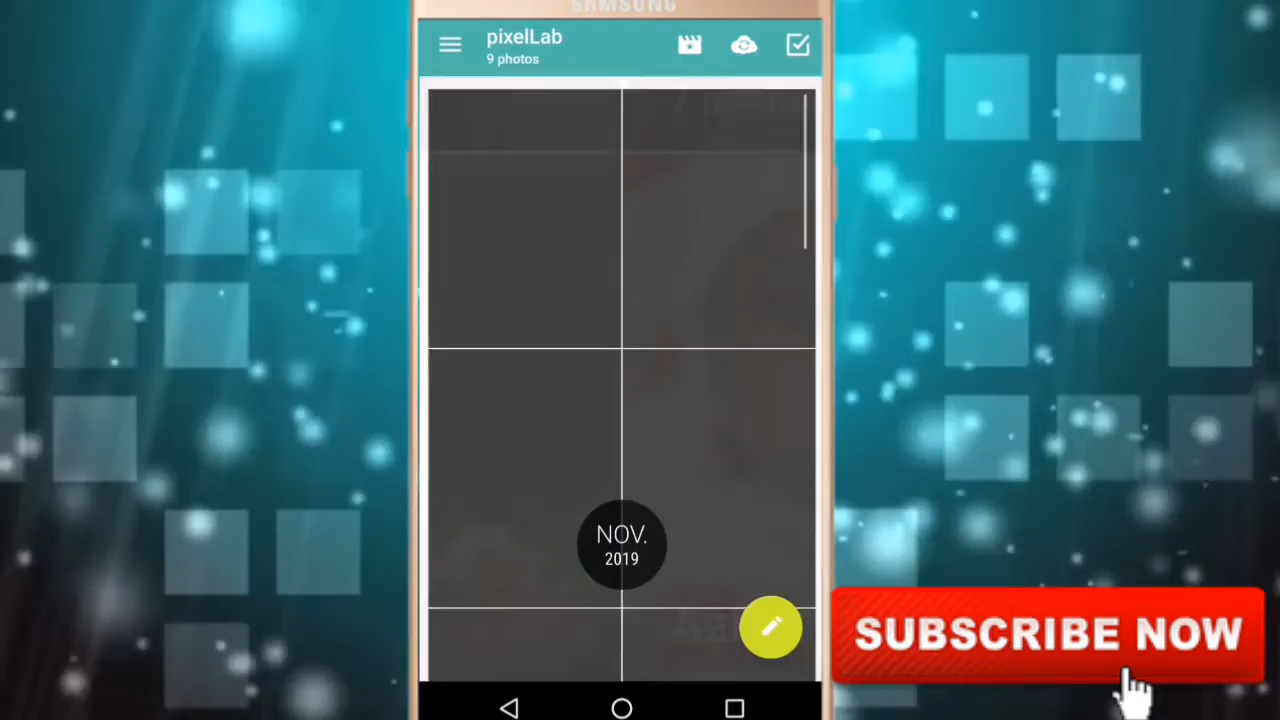 SAMSUNG
pixelLab
9 photos
NOV.
2019
SUBSCRIBE NOW